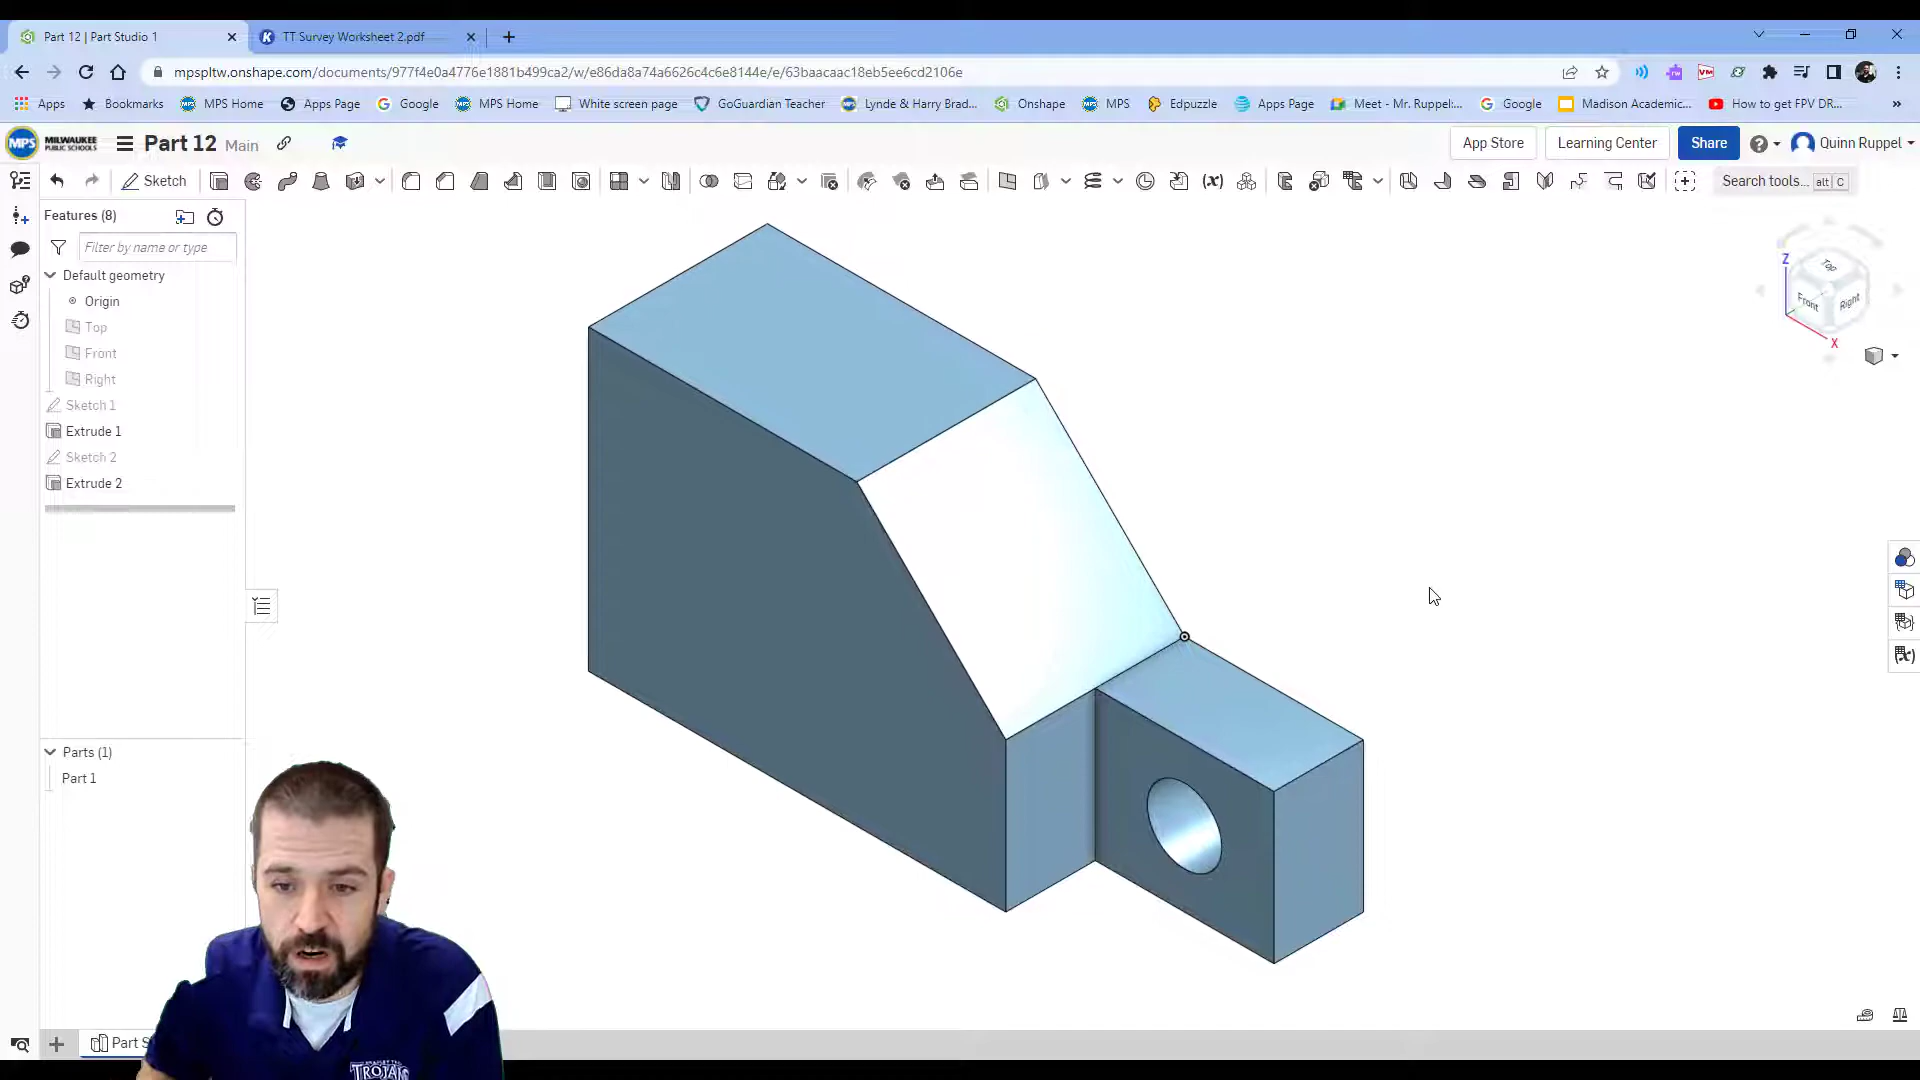 Part 12 | Part Studio 1
TT Survey Worksheet 2.pdf
mpspltw.onshape.com/documents/977f4e0a4776e1881b499ca2/w/e86da8a74a6626c4c6e8144e/e/63baacaac18eb5ee6cd2106e
Apps Bookmarks MPS Home Apps Page Google MPS Home White screen page GoGuardian Teacher Lynde & Harry Brad... Onshape MPS Edpuzzle Apps Page Meet - Mr. Ruppel:... Google Madison Academic... How to get FPV DR... »
MPS MILWAUKEE PUBLIC SCHOOLS Part 12 Main App Store Learning Center Share Quinn Ruppel
Sketch Search tools... alt C
Features (8)
Filter by name or type
Default geometry
Origin
Top
Front
Right
Sketch 1
Extrude 1
Sketch 2
Extrude 2
Z
Top
Front
Right
X
Parts (1)
Part 1
Part S
TROJANS